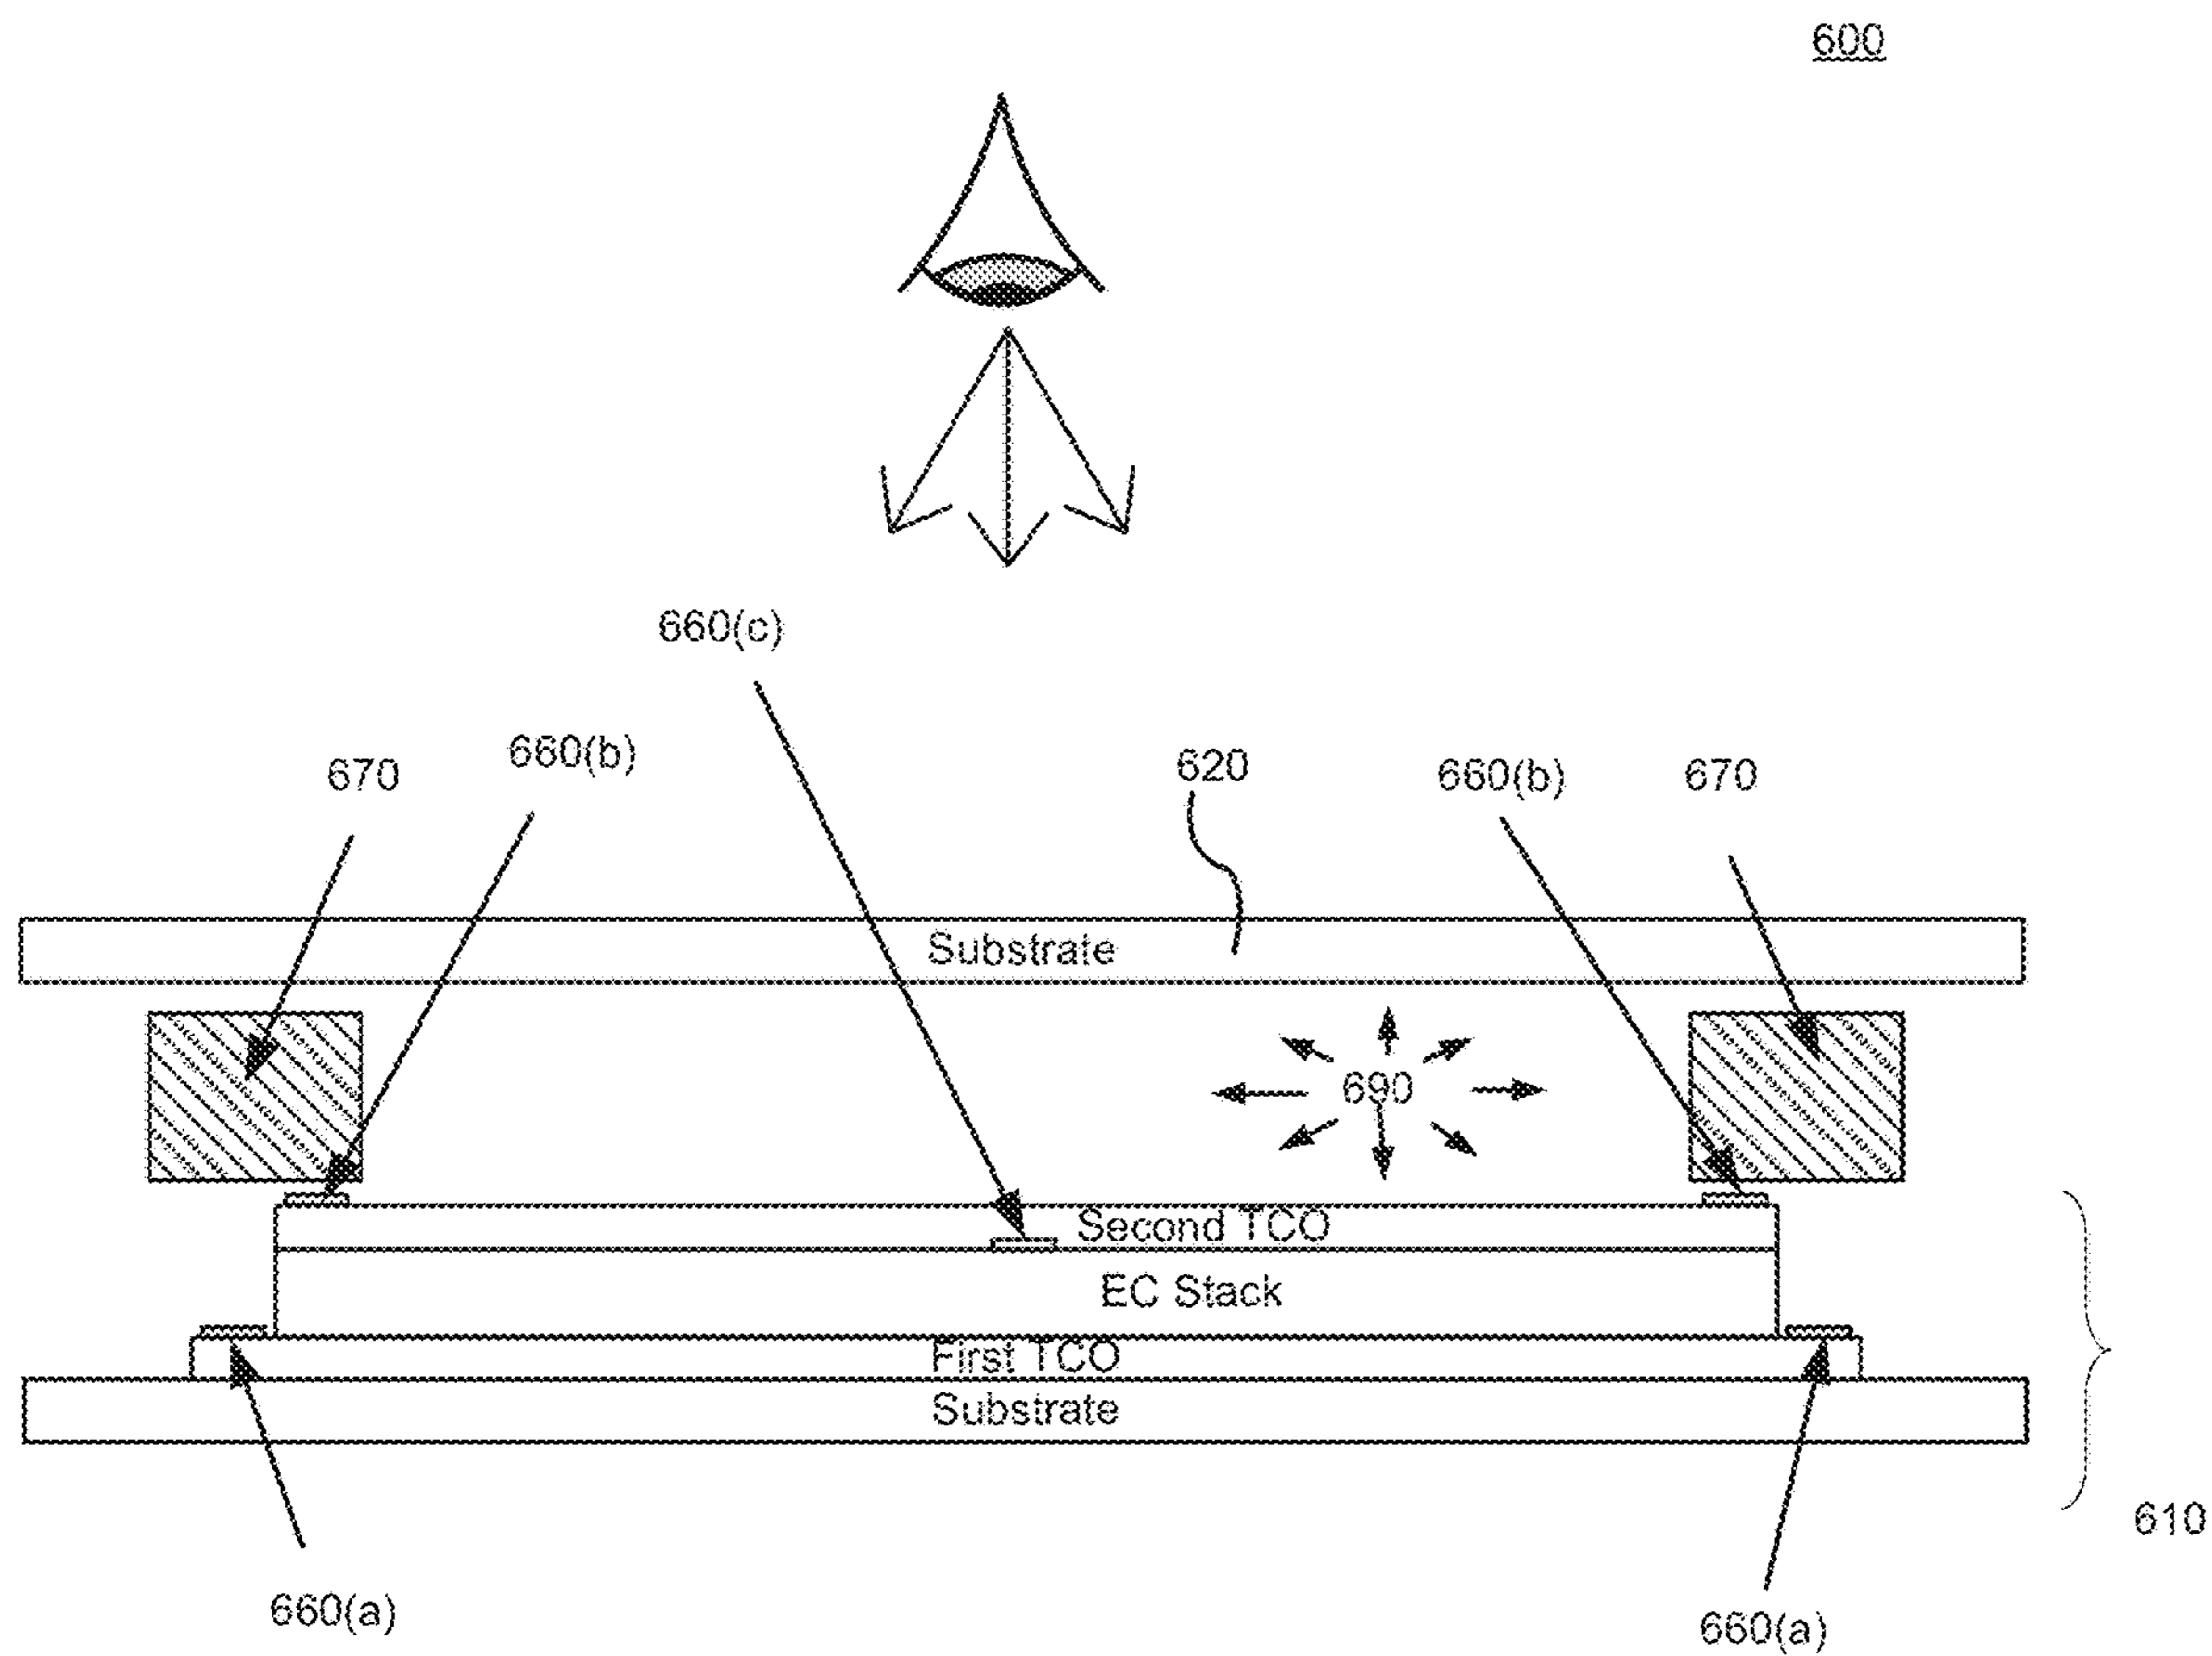 600
660(c)
660(b)
670
620
660(b)
670
Substrate
690
Second TCO
EC Stack
First TCO
Substrate
610
660(a)
660(a)